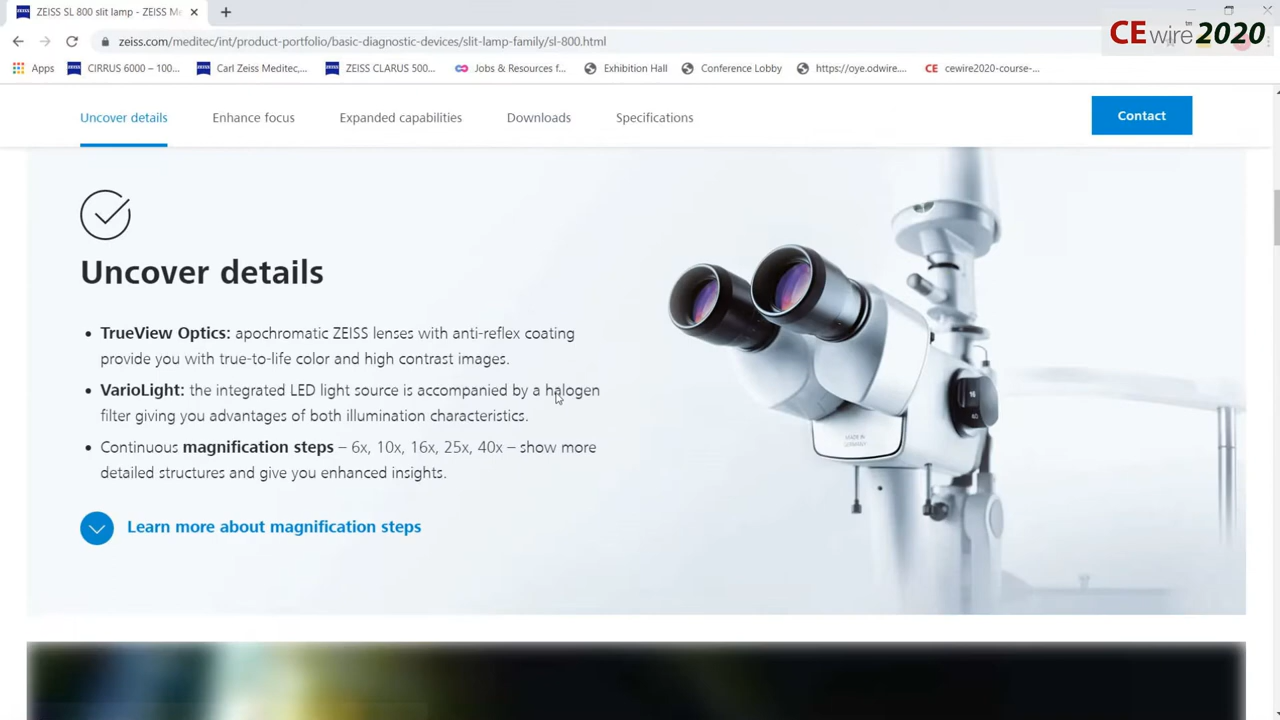 ZEISS SL 800 slit lamp - ZEISS Me
zeiss.com/meditec/int/product-portfolio/basic-diagnostic-devices/slit-lamp-family/sl-800.html
CEwire™2020
Apps
CIRRUS 6000 – 100...
Carl Zeiss Meditec,...
ZEISS CLARUS 500...
Jobs & Resources f...
Exhibition Hall
Conference Lobby
https://oye.odwire....
CE cewire2020-course-...
Uncover details
Enhance focus
Expanded capabilities
Downloads
Specifications
Contact
Uncover details
• TrueView Optics: apochromatic ZEISS lenses with anti-reflex coating
provide you with true-to-life color and high contrast images.
• VarioLight: the integrated LED light source is accompanied by a halogen
filter giving you advantages of both illumination characteristics.
• Continuous magnification steps – 6x, 10x, 16x, 25x, 40x – show more
detailed structures and give you enhanced insights.
Learn more about magnification steps
MADE IN
GERMANY
16